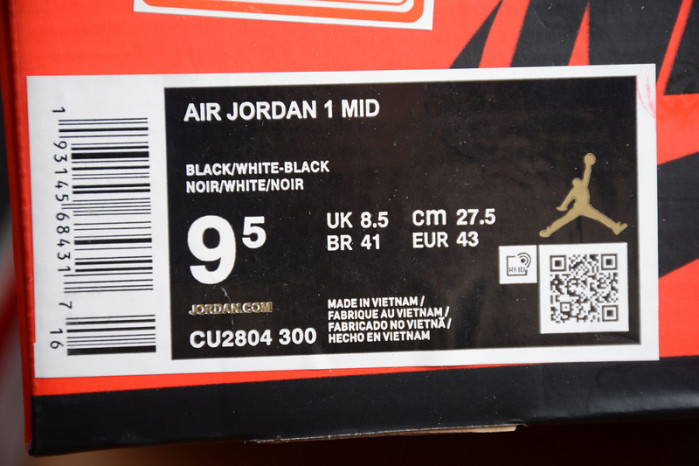 AIR JORDAN 1 MID
BLACK/WHITE-BLACK
NOIR/WHITE/NOIR
9 5
UK 8.5 cm 27.5
BR 41 EUR 43
RFID
JORDAN.COM
CU2804 300
MADE IN VIETNAM /
FABRIQUE AU VIETNAM /
FABRICADO NO VIETNÃ /
HECHO EN VIETNAM
1 93145 68431 7 16